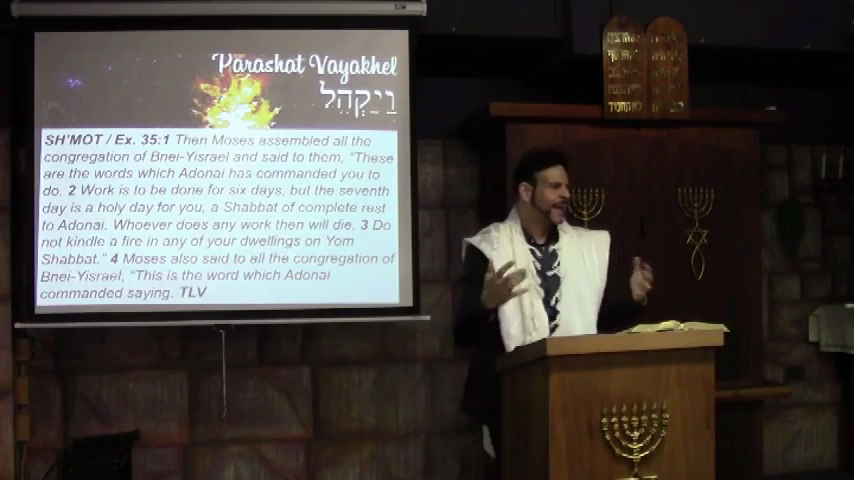 Parashat Vayakhel
וַיַּקְהֵל
SH'MOT / Ex. 35:1 Then Moses assembled all the
congregation of Bnei-Yisrael and said to them, "These
are the words which Adonai has commanded you to
do. 2 Work is to be done for six days, but the seventh
day is a holy day for you, a Shabbat of complete rest
to Adonai. Whoever does any work then will die. 3 Do
not kindle a fire in any of your dwellings on Yom
Shabbat." 4 Moses also said to all the congregation of
Bnei-Yisrael, "This is the word which Adonai
commanded saying. TLV